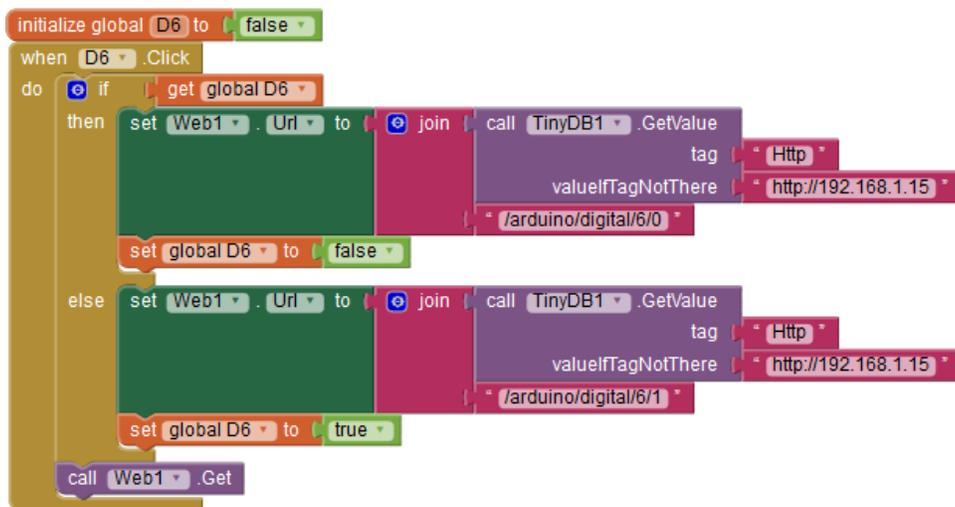 initialize global D6 to false
when D6 .Click
do if get global D6
then set Web1 . Url to join call TinyDB1 .GetValue
tag “ Http ”
valueIfTagNotThere “ http://192.168.1.15 ”
“ /arduino/digital/6/0 ”
set global D6 to false
else set Web1 . Url to join call TinyDB1 .GetValue
tag “ Http ”
valueIfTagNotThere “ http://192.168.1.15 ”
“ /arduino/digital/6/1 ”
set global D6 to true
call Web1 .Get